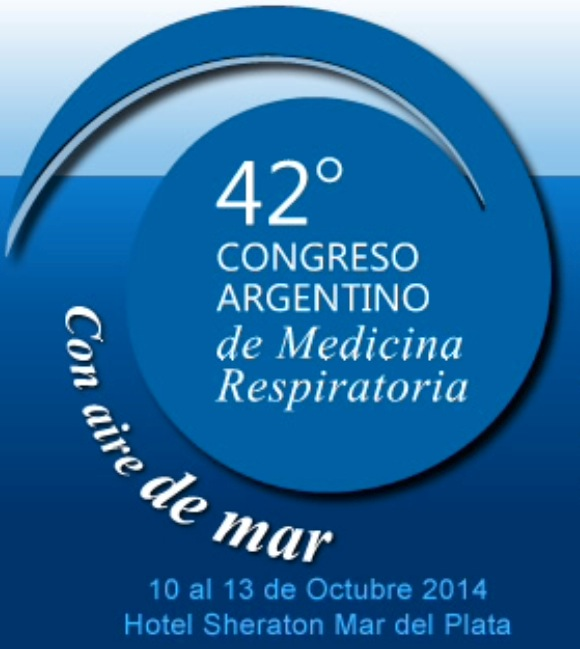 42°
CONGRESO
ARGENTINO
de Medicina
Respiratoria
Con aire de mar
10 al 13 de Octubre 2014
Hotel Sheraton Mar del Plata